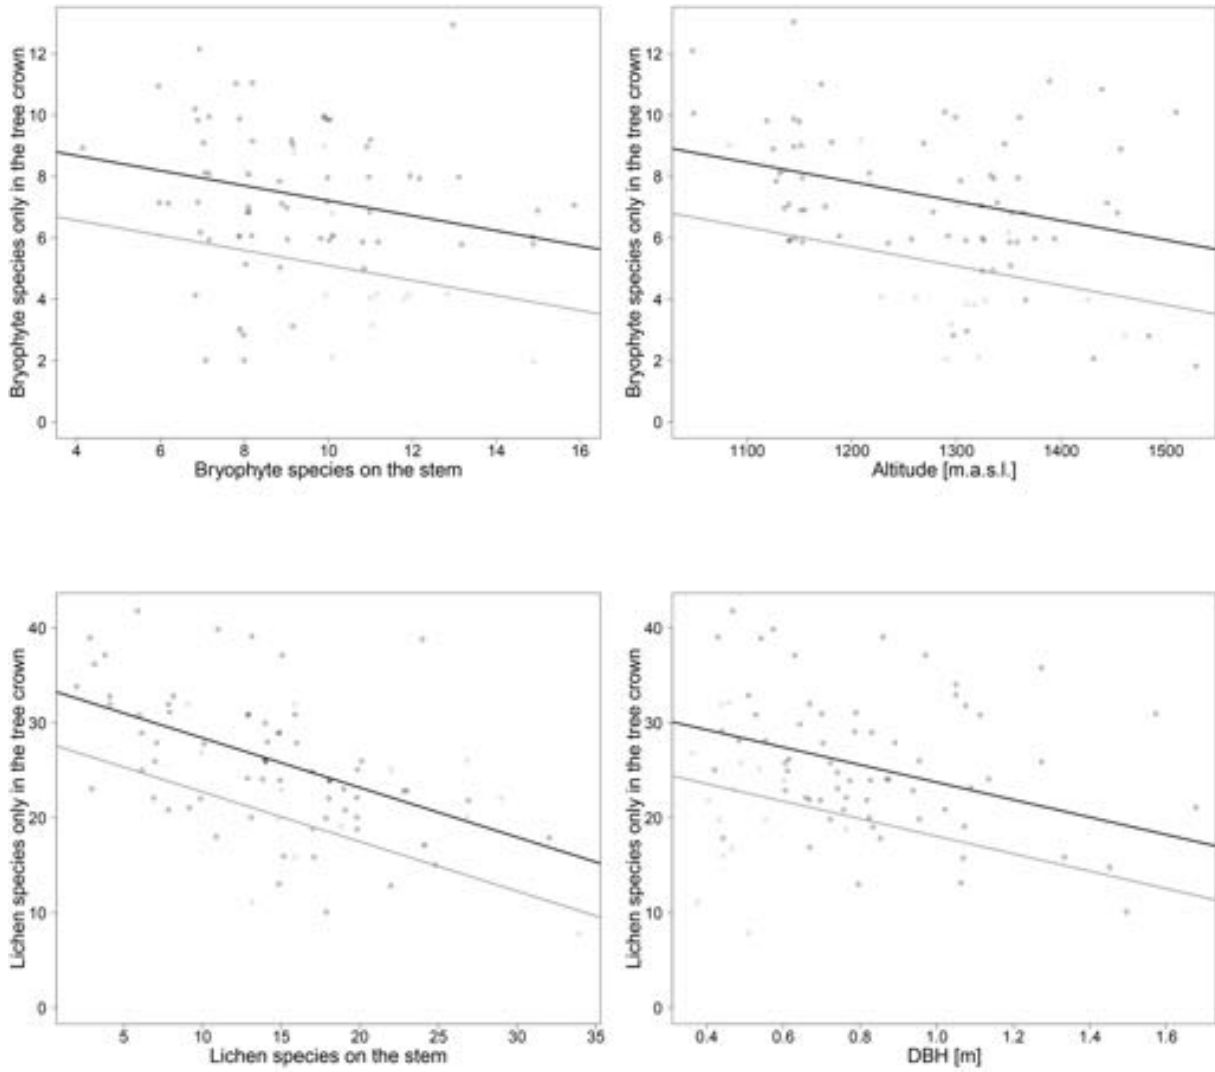 Bryophyte species only in the tree crown
12
10
8
6
4
2
0
4 6 8 10 12 14 16
Bryophyte species on the stem
Bryophyte species only in the tree crown
12
10
8
6
4
2
0
1100 1200 1300 1400 1500
Altitude [m.a.s.l.]
Lichen species only in the tree crown
40
30
20
10
0
5 10 15 20 25 30 35
Lichen species on the stem
Lichen species only in the tree crown
40
30
20
10
0
0.4 0.6 0.8 1.0 1.2 1.4 1.6
DBH [m]